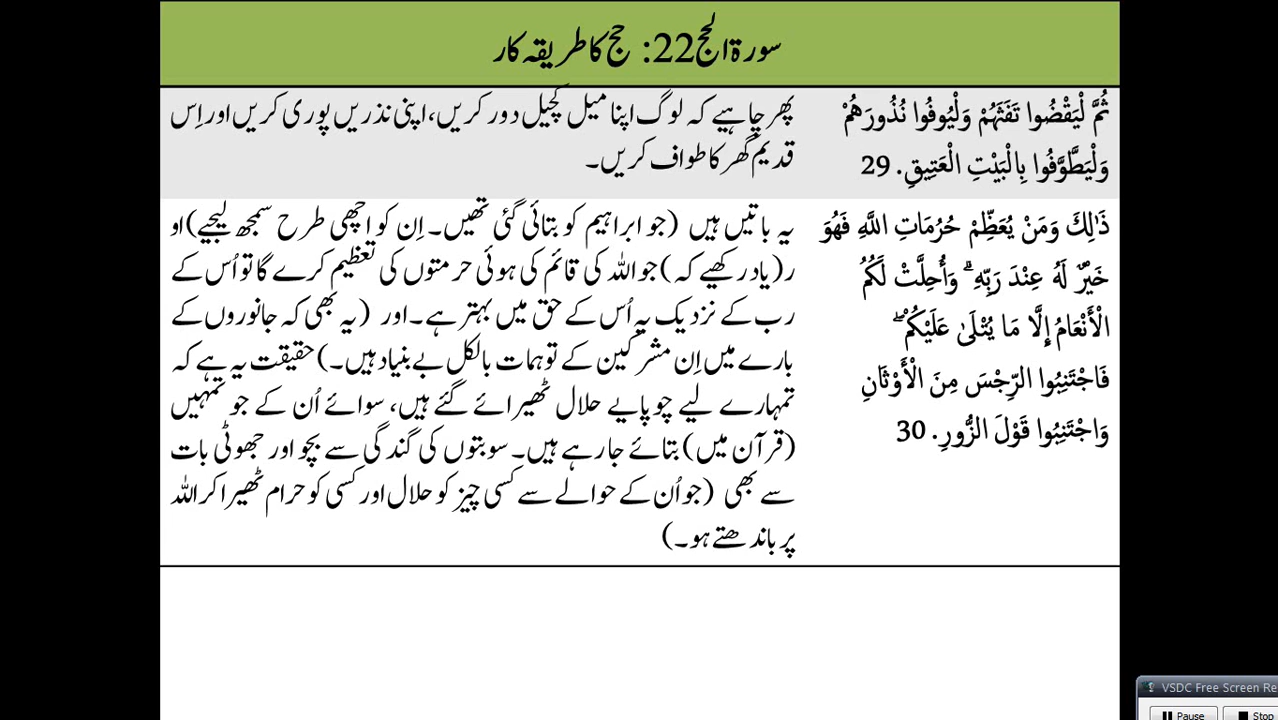 سورۃ الحج 22: حج کا طریقہ کار
ثُمَّ لْيَقْضُوا تَفَثَهُمْ وَلْيُوفُوا نُذُورَهُمْ
وَلْيَطَّوَّفُوا بِالْبَيْتِ الْعَتِيقِ. 29
پھر چاہیے کہ لوگ اپنا میل کچیل دور کریں، اپنی نذریں پوری کریں اور اِس
قدیم گھر کا طواف کریں۔
ذَٰلِكَ وَمَنْ يُعَظِّمْ حُرُمَاتِ اللَّهِ فَهُوَ
خَيْرٌ لَهُ عِنْدَ رَبِّهِ ۗ وَأُحِلَّتْ لَكُمُ
الْأَنْعَامُ إِلَّا مَا يُتْلَىٰ عَلَيْكُمْ ۖ
فَاجْتَنِبُوا الرِّجْسَ مِنَ الْأَوْثَانِ
وَاجْتَنِبُوا قَوْلَ الزُّورِ. 30
یہ باتیں ہیں (جو ابراہیم کو بتائی گئی تھیں۔ اِن کو اچھی طرح سمجھ لیجیے) او
ر (یاد رکھیے کہ) جو اللہ کی قائم کی ہوئی حرمتوں کی تعظیم کرے گا تو اُس کے
رب کے نزدیک یہ اُس کے حق میں بہتر ہے۔ اور (یہ بھی کہ جانوروں کے
بارے میں اِن مشرکین کے توہمات بالکل بے بنیاد ہیں۔) حقیقت یہ ہے کہ
تمہارے لیے چوپایے حلال ٹھیرائے گئے ہیں، سوائے اُن کے جو تمہیں
(قرآن میں) بتائے جا رہے ہیں۔ سو بتوں کی گندگی سے بچو اور جھوٹی بات
سے بھی (جو اُن کے حوالے سے کسی چیز کو حلال اور کسی کو حرام ٹھیرا کر اللہ
پر باندھتے ہو۔)
VSDC Free Screen Re
Pause Stop